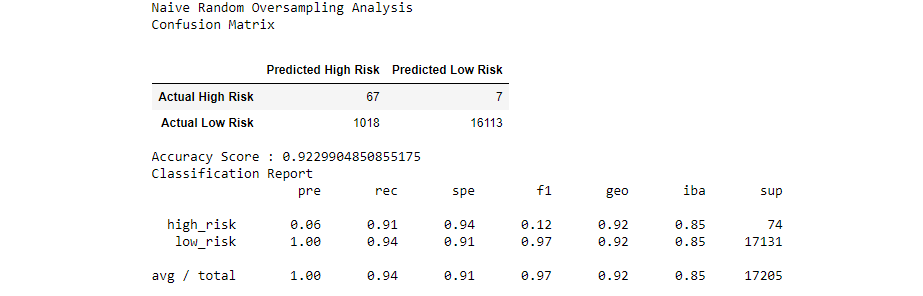 Naive Random Oversampling Analysis
Confusion Matrix
Predicted High Risk Predicted Low Risk
Actual High Risk 67 7
Actual Low Risk 1018 16113
Accuracy Score : 0.9229904850855175
Classification Report
pre rec spe f1 geo iba sup
high_risk 0.06 0.91 0.94 0.12 0.92 0.85 74
low_risk 1.00 0.94 0.91 0.97 0.92 0.85 17131
avg / total 1.00 0.94 0.91 0.97 0.92 0.85 17205